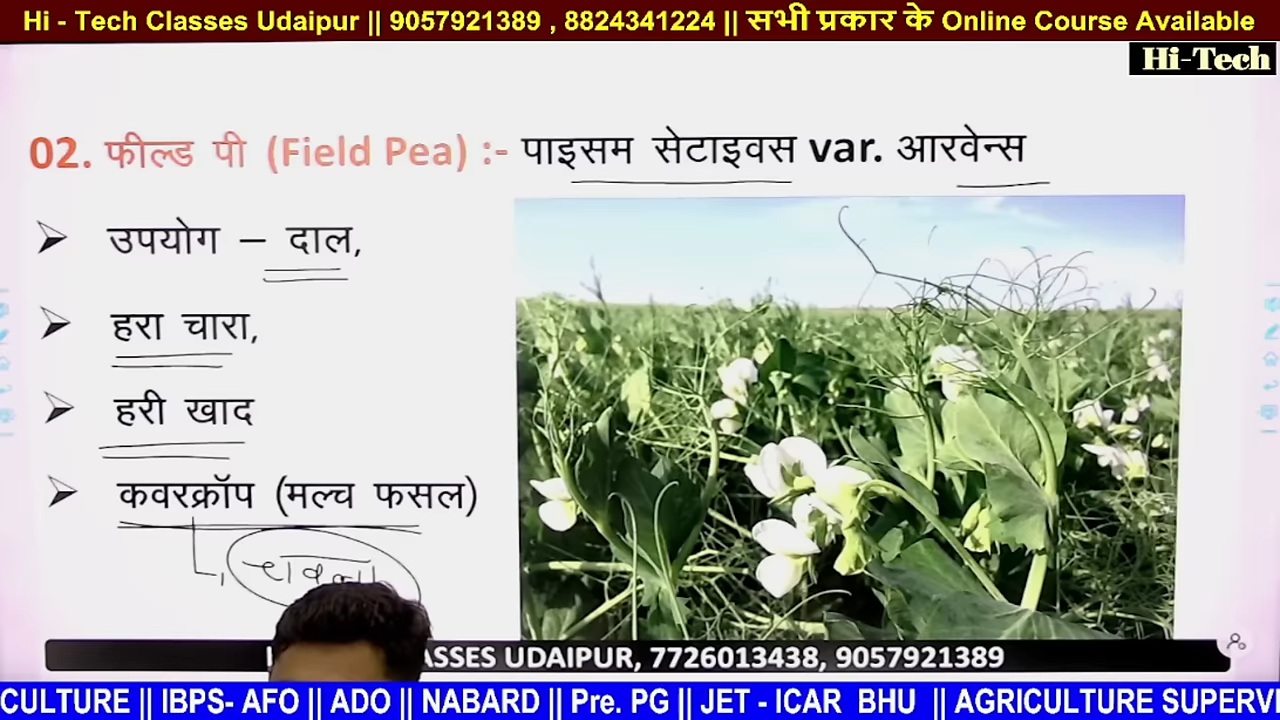 Hi - Tech Classes Udaipur || 9057921389 , 8824341224 || सभी प्रकार के Online Course Available
Hi-Tech
02. फील्ड पी (Field Pea) :- पाइसम सेटाइवस var. आरवेन्स
उपयोग – दाल,
हरा चारा,
हरी खाद
कवरक्रॉप (मल्च फसल)
ASSES UDAIPUR, 7726013438, 9057921389
CULTURE || IBPS- AFO || ADO || NABARD || Pre. PG || JET - ICAR BHU || AGRICULTURE SUPERVI